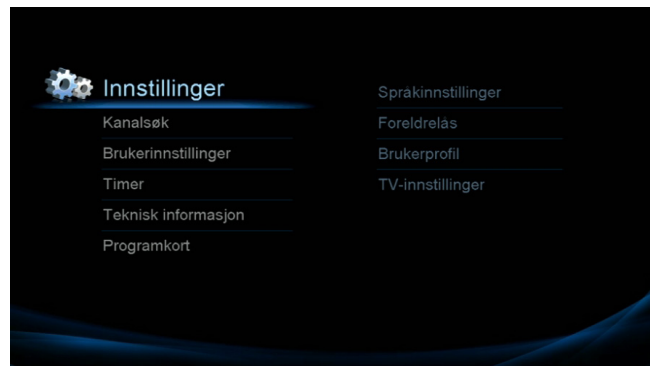 Innstillinger
Kanalsøk
Brukerinnstillinger
Timer
Teknisk informasjon
Programkort
Språkinnstillinger
Foreldrelås
Brukerprofil
TV-innstillinger